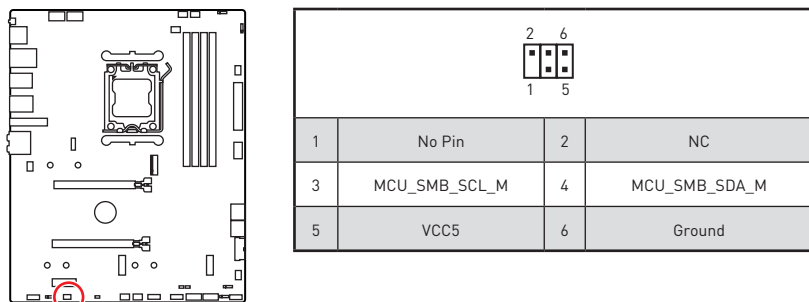 2 6
1 5
1 No Pin 2 NC
3 MCU_SMB_SCL_M 4 MCU_SMB_SDA_M
5 VCC5 6 Ground